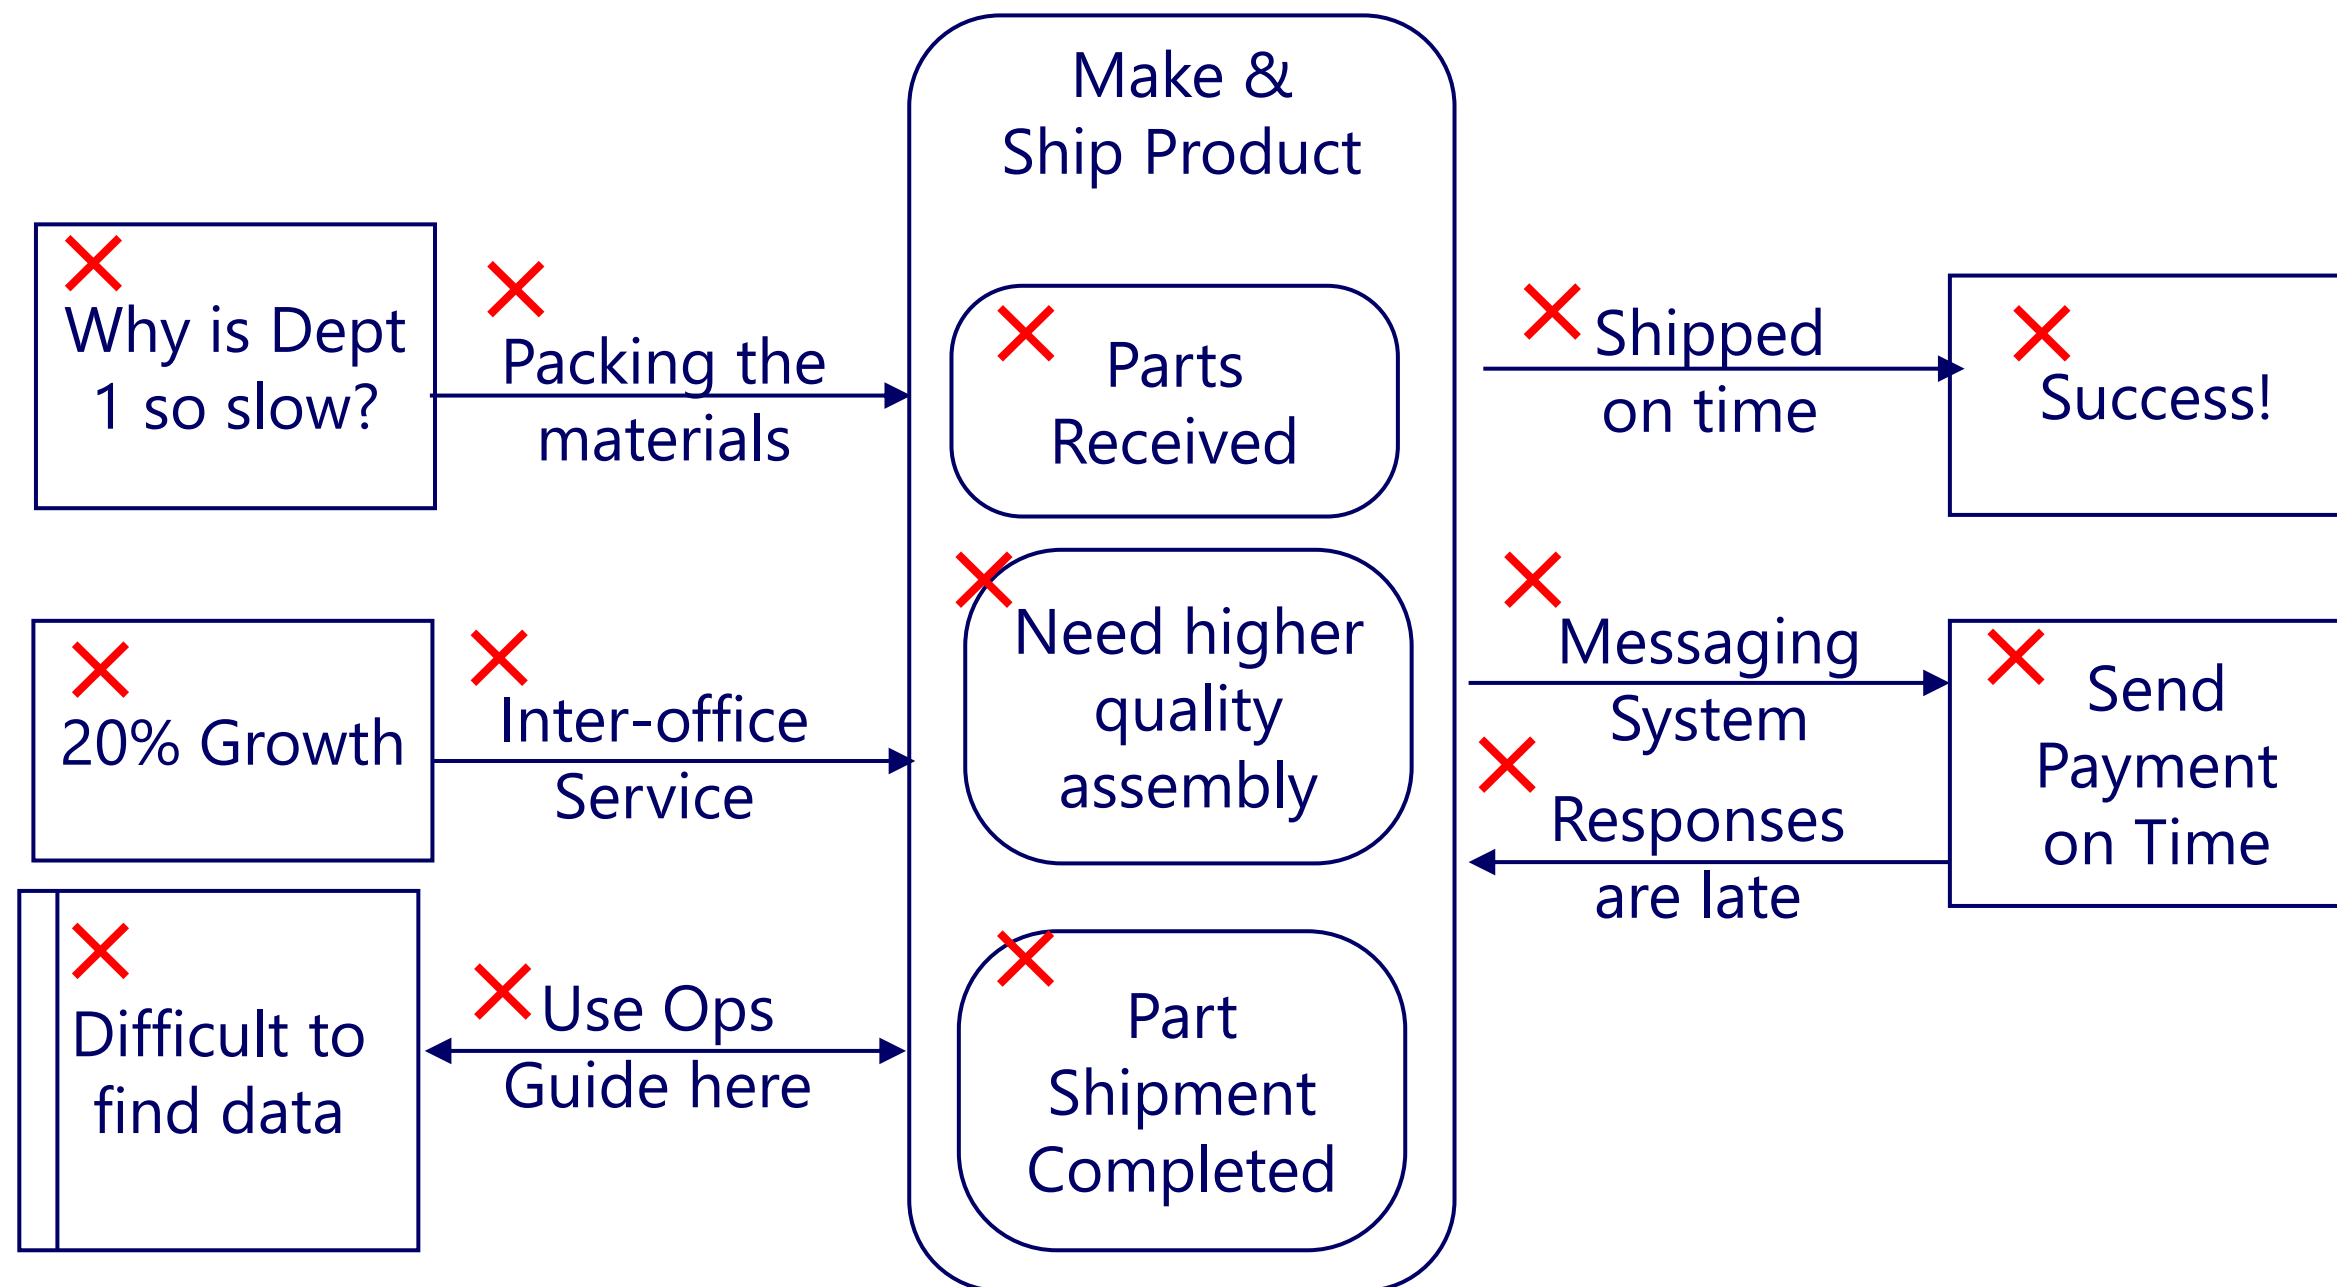 Make &
Ship Product
Why is Dept
1 so slow?
Packing the
materials
Parts
Received
Shipped
on time
Success!
20% Growth
Inter-office
Service
Need higher
quality
assembly
Messaging
System
Responses
are late
Send
Payment
on Time
Difficult to
find data
Use Ops
Guide here
Part
Shipment
Completed